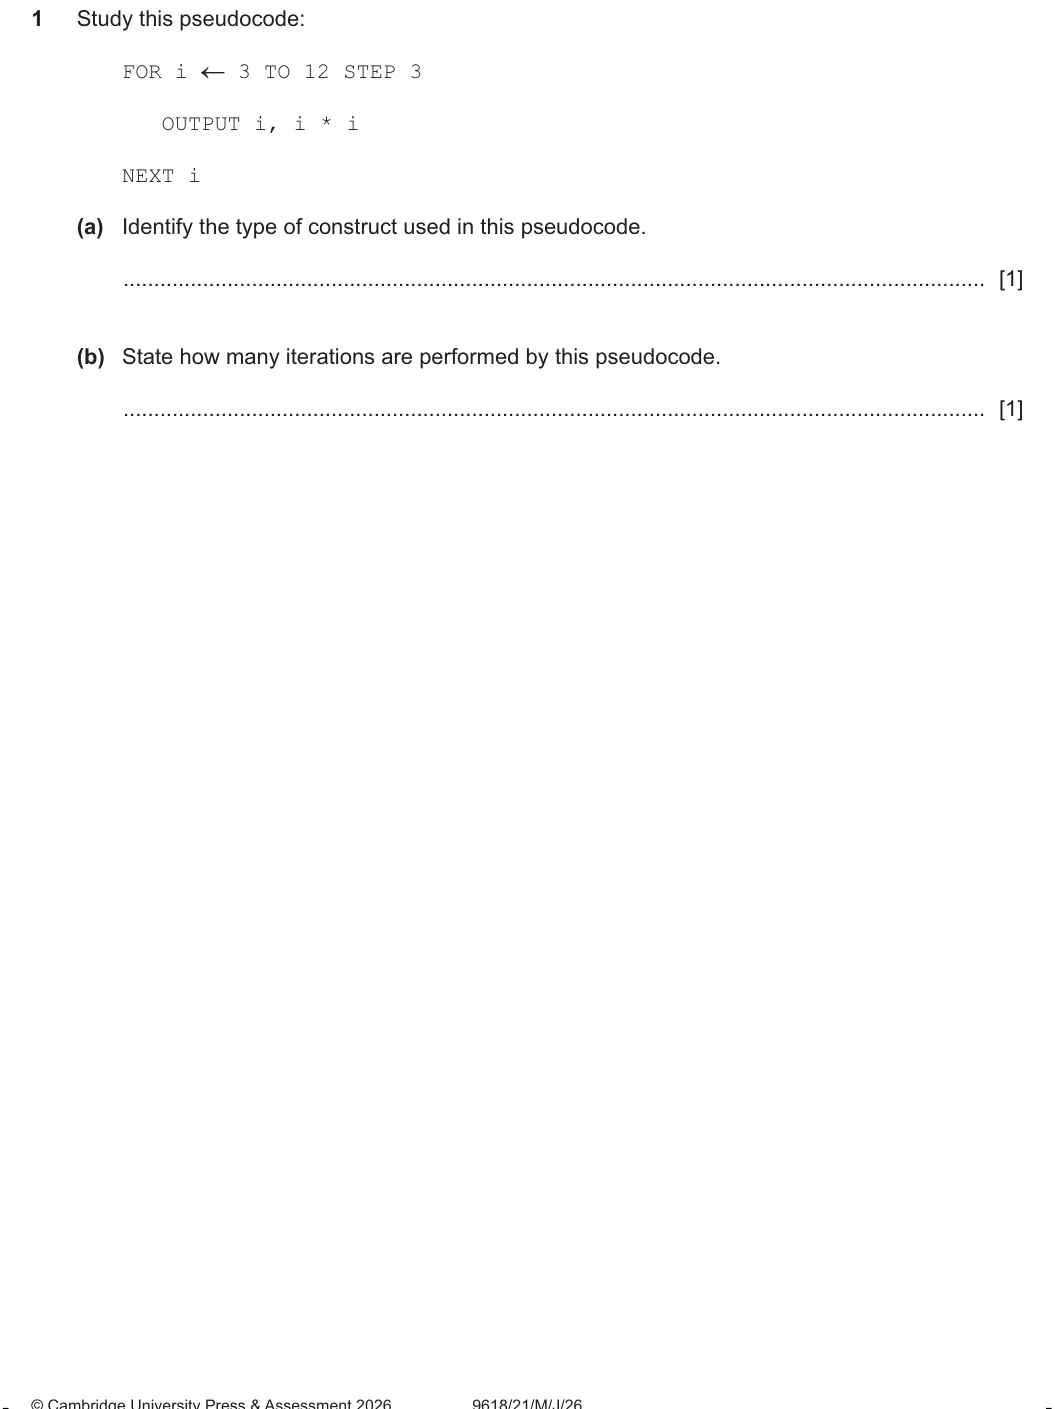 1 Study this pseudocode:
FOR i ← 3 TO 12 STEP 3
OUTPUT i, i * i
NEXT i
(a) Identify the type of construct used in this pseudocode.
............................................................................................................................................. [1]
(b) State how many iterations are performed by this pseudocode.
............................................................................................................................................. [1]
© Cambridge University Press & Assessment 2026 9618/21/M/J/26